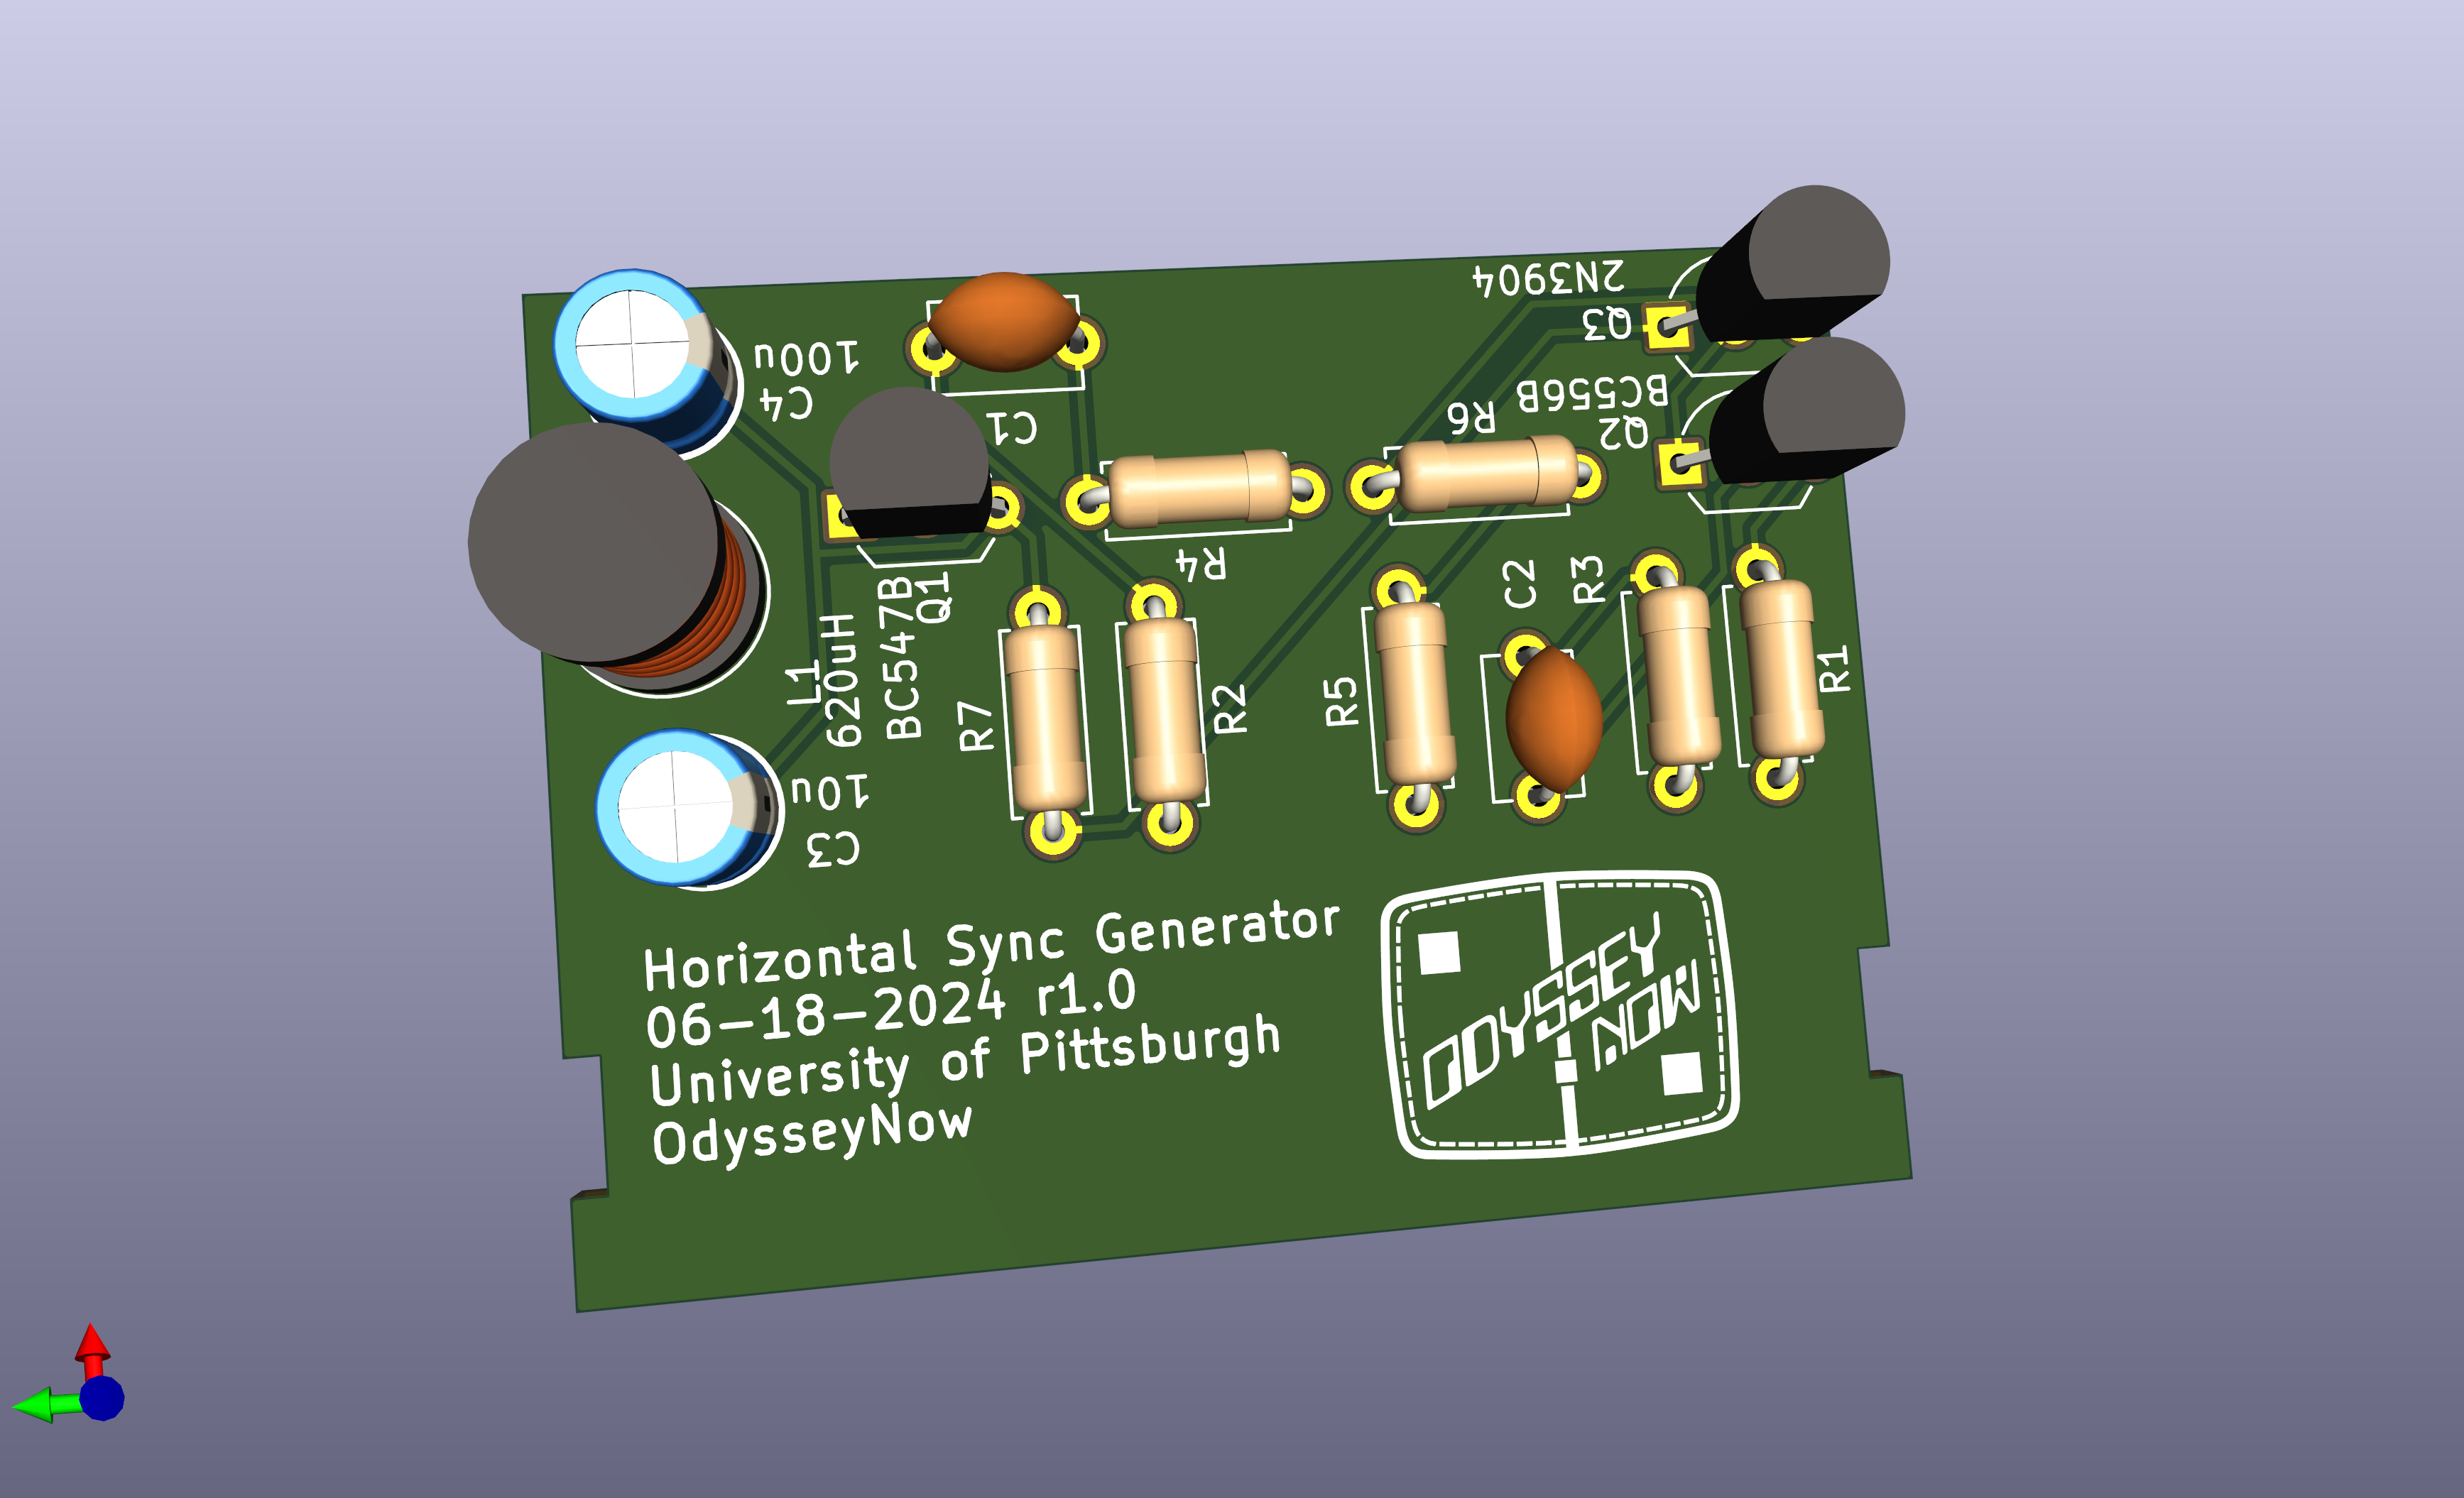 2N3904
Q3
100u
C4
BC556B
Q2
C1
R6
R4
C2
R3
BC547B
Q1
L1
620uH
R7
R2
R5
R1
10u
C3
Horizontal Sync Generator
06-18-2024 r1.0
University of Pittsburgh
OdysseyNow
ODYSSEY
NOW